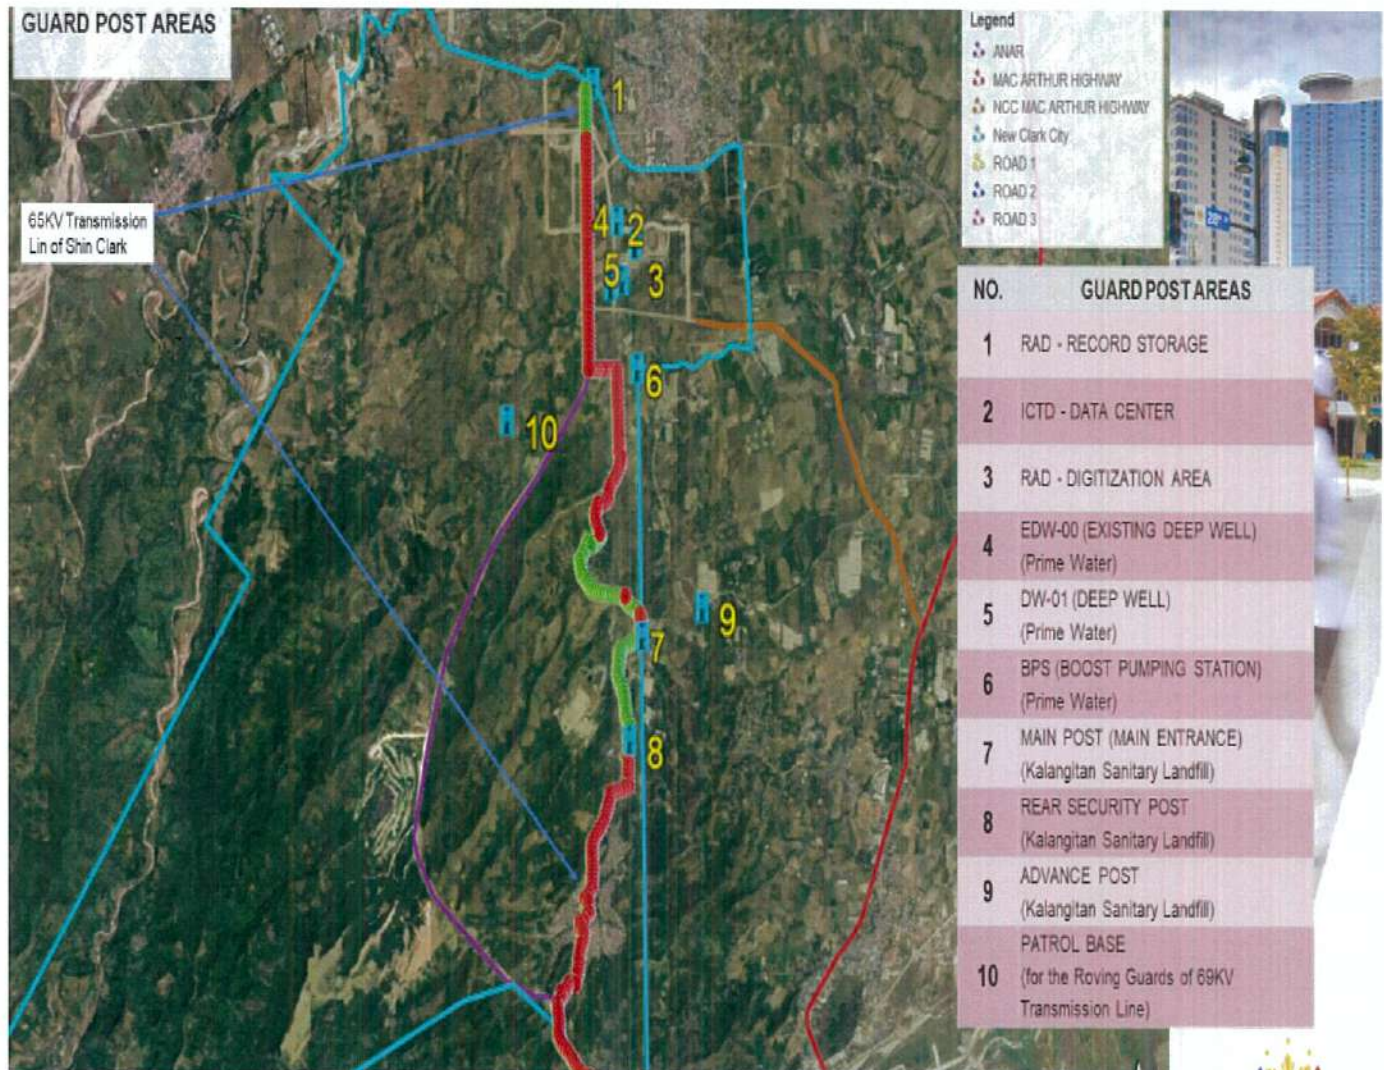 GUARD POST AREAS
65KV Transmission
Lin of Shin Clark
1
4
2
5
3
6
10
9
7
8
Legend
ANAR
MAC ARTHUR HIGHWAY
NCC MAC ARTHUR HIGHWAY
New Clark City
ROAD 1
ROAD 2
ROAD 3
NO. GUARD POST AREAS
1 RAD - RECORD STORAGE
2 ICTD - DATA CENTER
3 RAD - DIGITIZATION AREA
4 EDW-00 (EXISTING DEEP WELL)
(Prime Water)
5 DW-01 (DEEP WELL)
(Prime Water)
6 BPS (BOOST PUMPING STATION)
(Prime Water)
7 MAIN POST (MAIN ENTRANCE)
(Kalangitan Sanitary Landfill)
8 REAR SECURITY POST
(Kalangitan Sanitary Landfill)
9 ADVANCE POST
(Kalangitan Sanitary Landfill)
10 PATROL BASE
(for the Roving Guards of 69KV
Transmission Line)